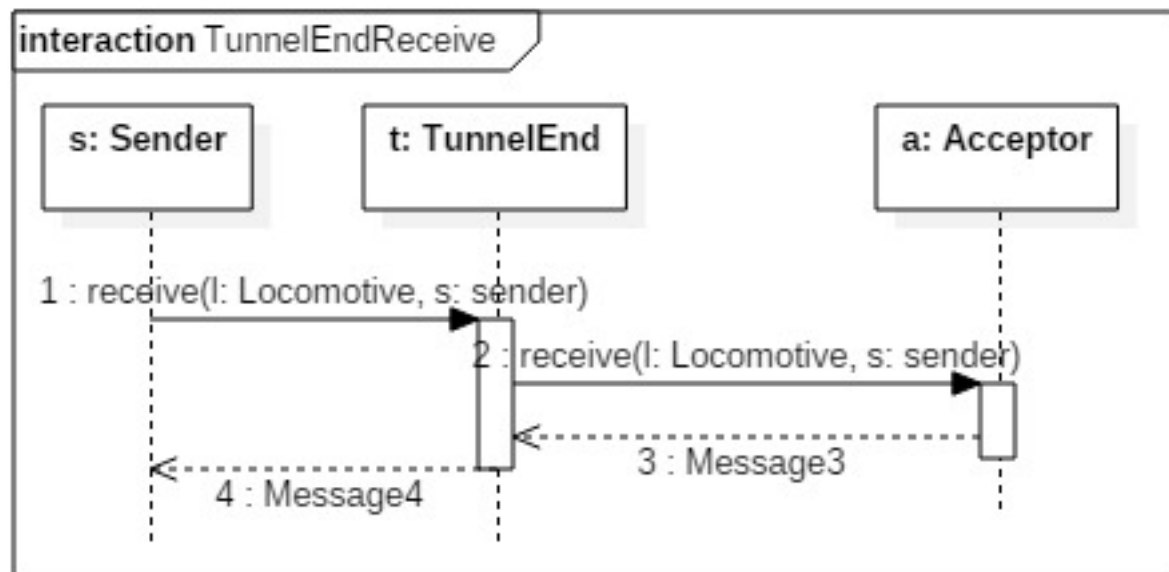 interaction TunnelEndReceive
s: Sender
t: TunnelEnd
a: Acceptor
1 : receive(l: Locomotive, s: sender)
2 : receive(l: Locomotive, s: sender)
3 : Message3
4 : Message4